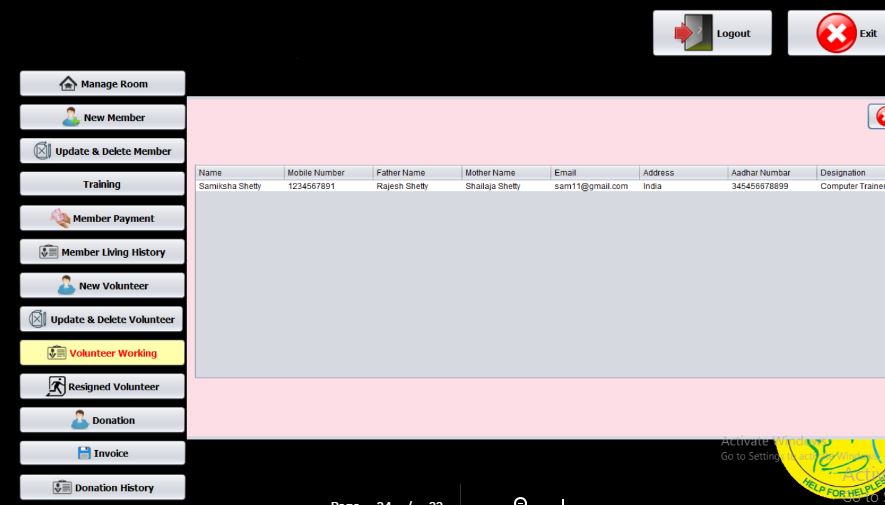 Logout
Exit
Manage Room
New Member
Update & Delete Member
Training
Member Payment
Member Living History
New Volunteer
Update & Delete Volunteer
Volunteer Working
Resigned Volunteer
Donation
Invoice
Donation History
Name Mobile Number Father Name Mother Name Email Address Aadhar Numbar Designation
Samiksha Shetty 1234567891 Rajesh Shetty Shailaja Shetty sam11@gmail.com India 345456678899 Computer Trainer
Activate Windows
Go to Settings to activate Windows
HELP FOR HELPLES
Page 24 / 32